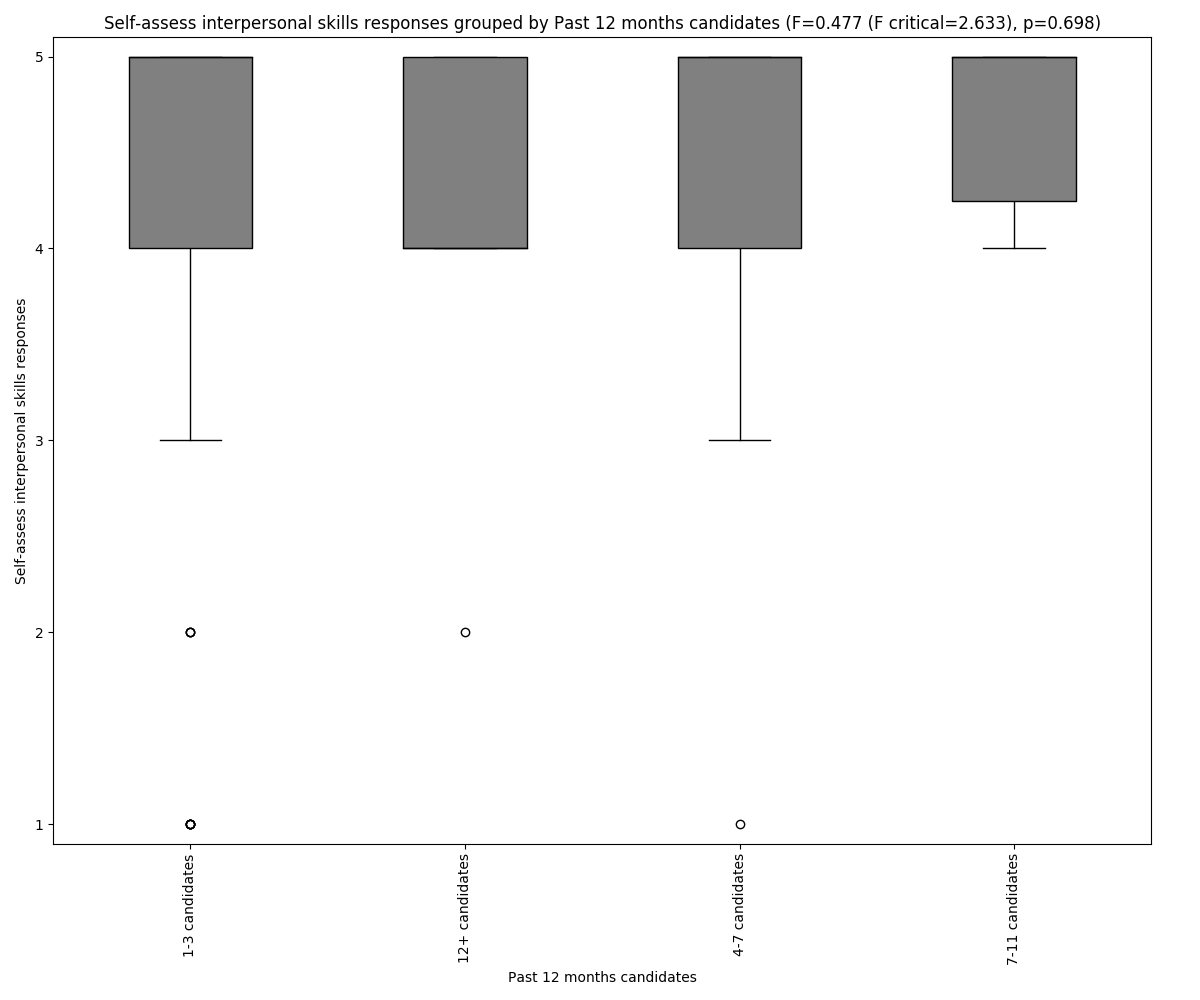 Self-assess interpersonal skills responses grouped by Past 12 months candidates (F=0.477 (F critical=2.633), p=0.698)
Self-assess interpersonal skills responses
5
4
3
2
1
1-3 candidates
12+ candidates
4-7 candidates
7-11 candidates
Past 12 months candidates